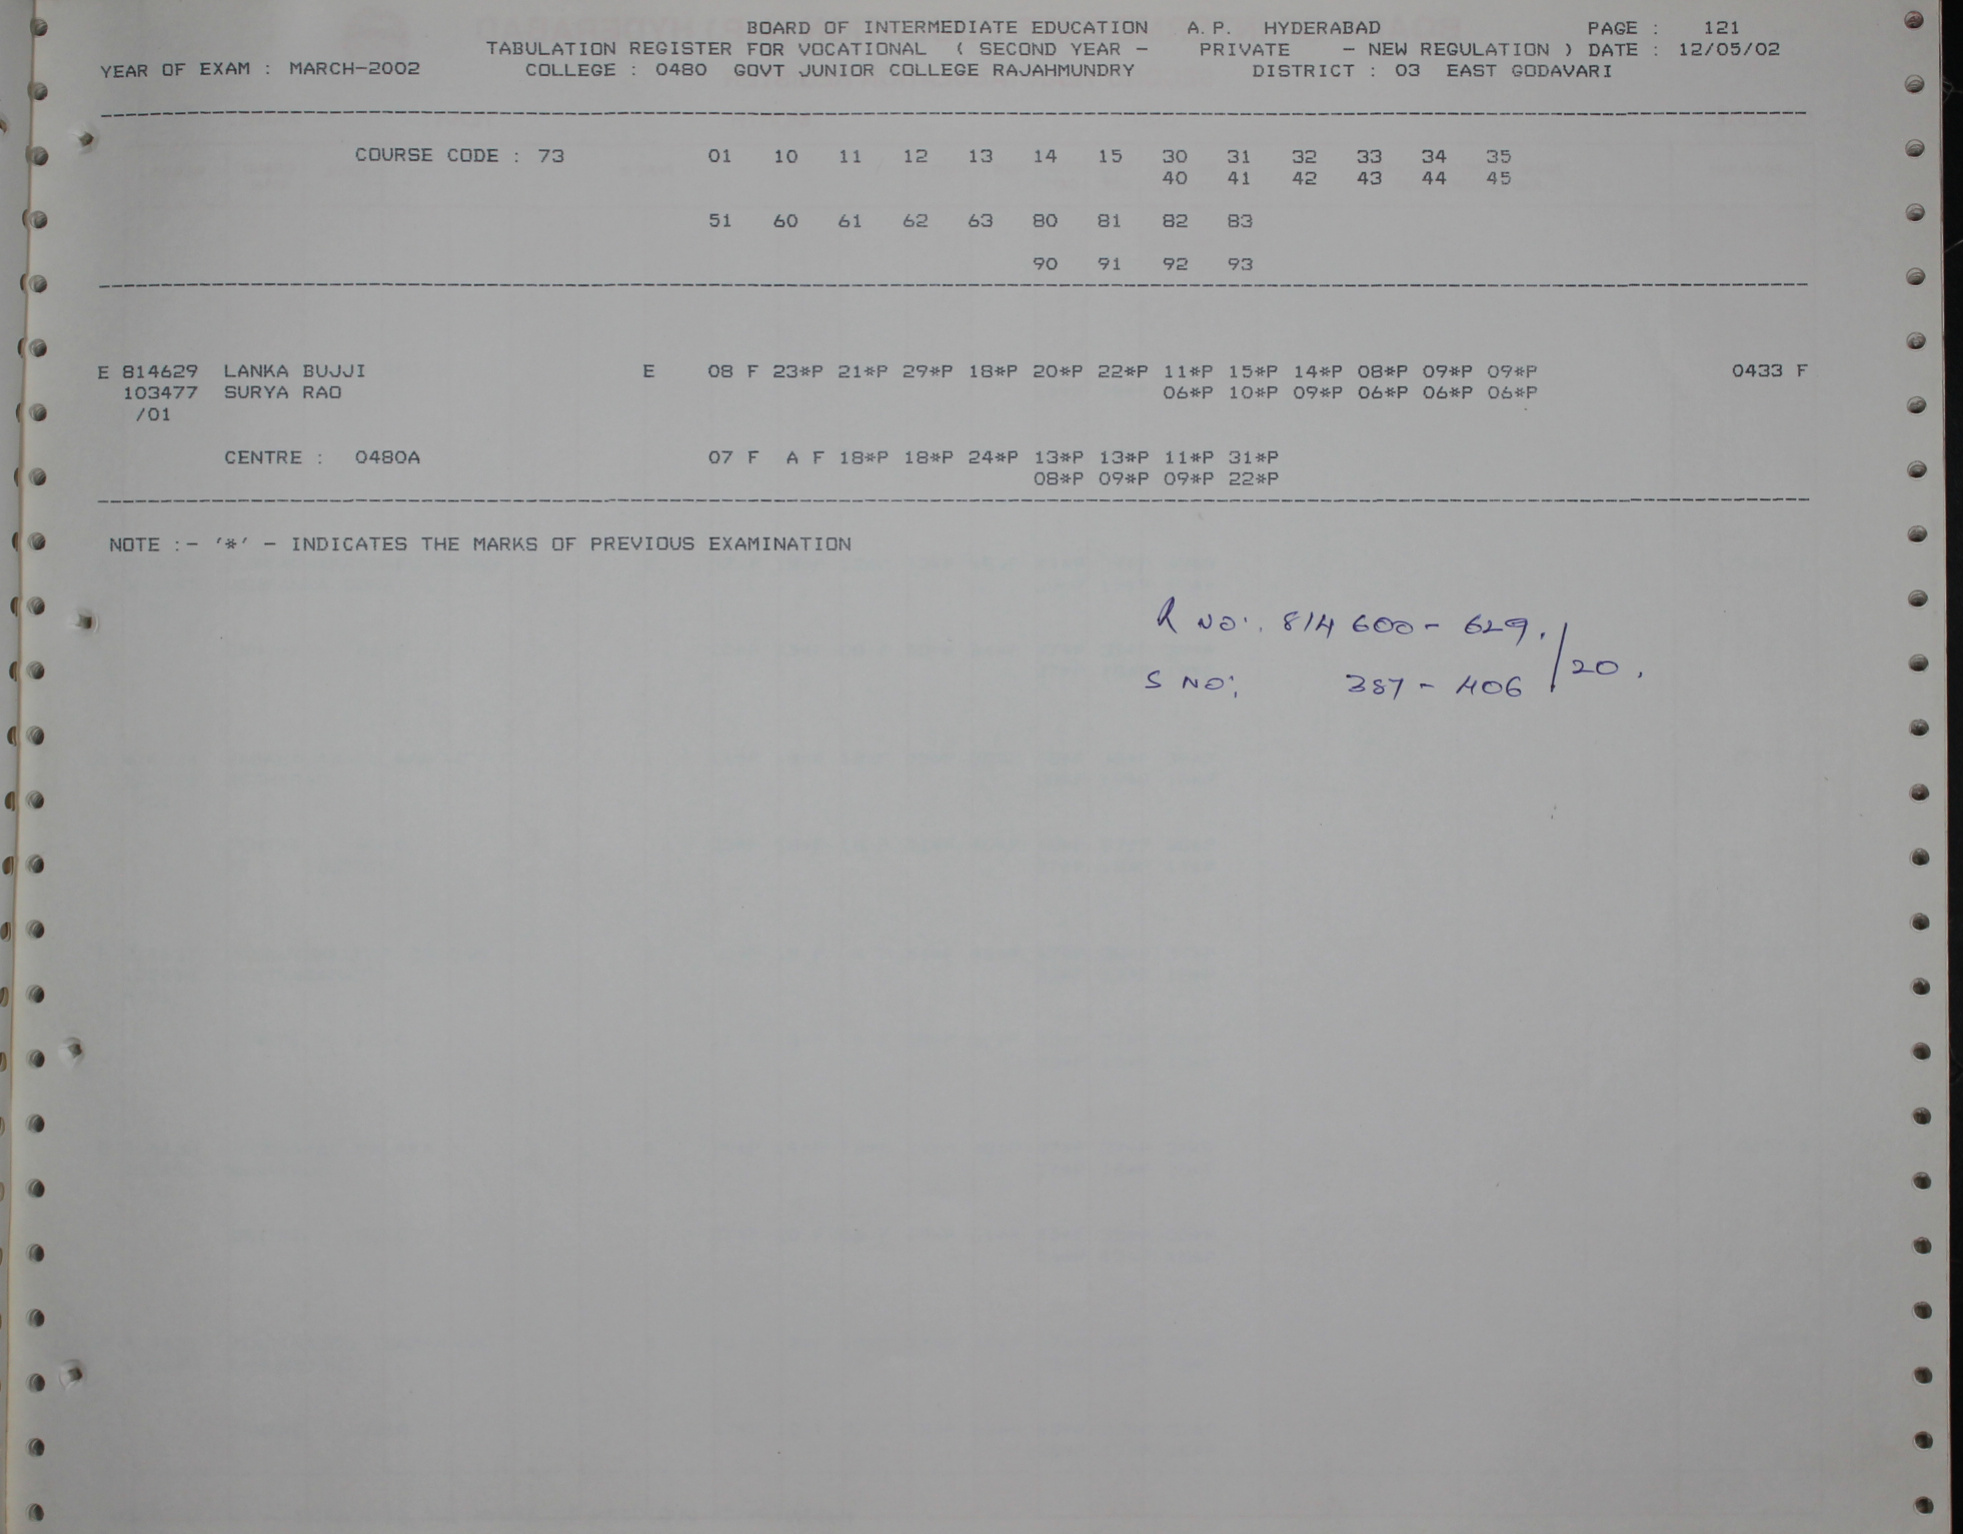 BOARD OF INTERMEDIATE EDUCATION A.P. HYDERABAD PAGE : 121
TABULATION REGISTER FOR VOCATIONAL ( SECOND YEAR - PRIVATE - NEW REGULATION ) DATE : 12/05/02
YEAR OF EXAM : MARCH-2002 COLLEGE : 0480 GOVT JUNIOR COLLEGE RAJAHMUNDRY DISTRICT : 03 EAST GODAVARI
COURSE CODE : 73 01 10 11 12 13 14 15 30 31 32 33 34 35
40 41 42 43 44 45
51 60 61 62 63 80 81 82 83
90 91 92 93
E 814629 LANKA BUJJI E 08 F 23*P 21*P 29*P 18*P 20*P 22*P 11*P 15*P 14*P 08*P 09*P 09*P 0433 F
103477 SURYA RAO 06*P 10*P 09*P 06*P 06*P 06*P
/01
CENTRE : 0480A 07 F A F 18*P 18*P 24*P 13*P 13*P 11*P 31*P
08*P 09*P 09*P 22*P
NOTE :- '*' - INDICATES THE MARKS OF PREVIOUS EXAMINATION
R NO:. 814 600 - 629.
S NO: 387 - 406 /20.